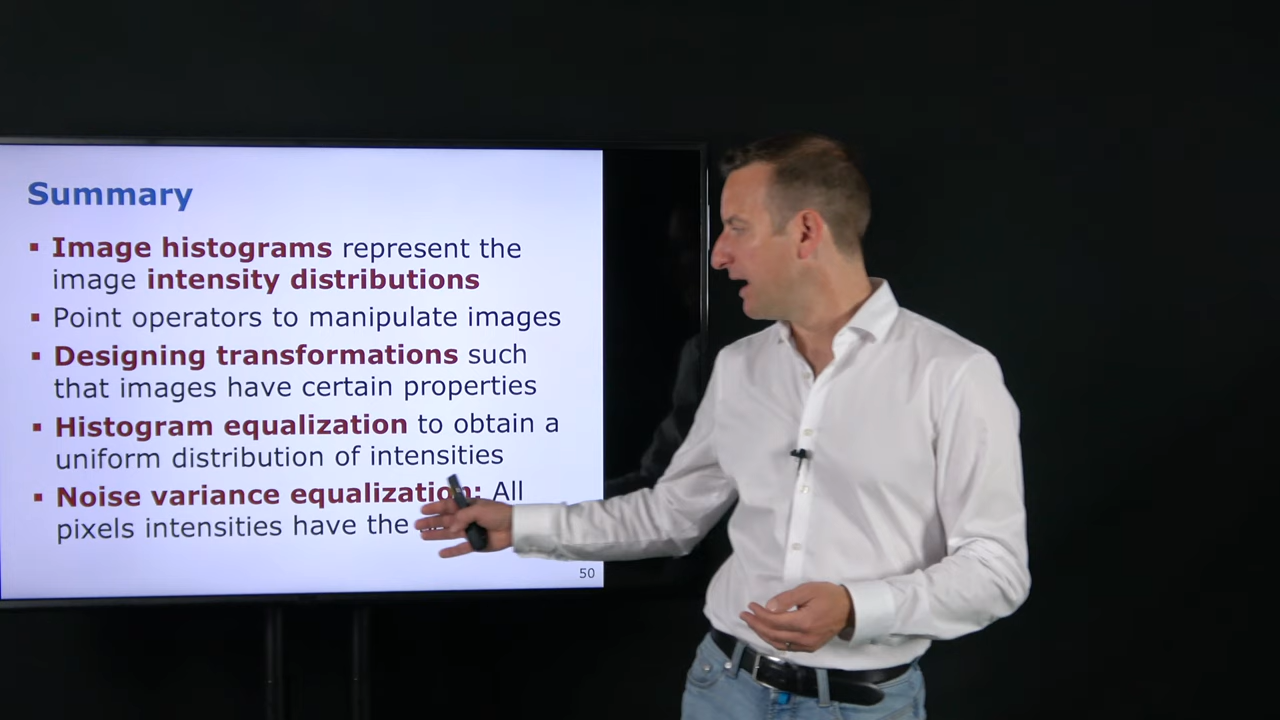 Summary
▪ Image histograms represent the
image intensity distributions
▪ Point operators to manipulate images
▪ Designing transformations such
that images have certain properties
▪ Histogram equalization to obtain a
uniform distribution of intensities
▪ Noise variance equalization: All
pixels intensities have the
50